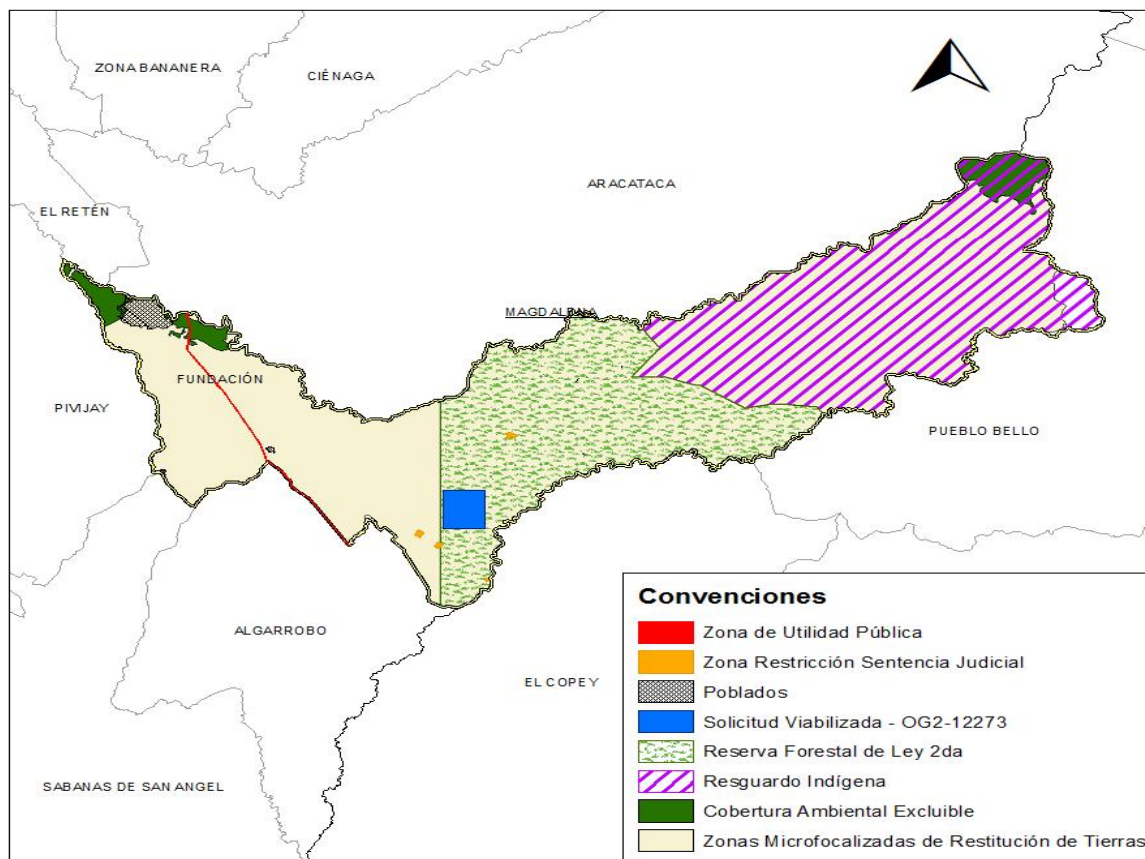 ZONA BANANERA
CIÉNAGA
ARACATACA
EL RETÉN
MAGDALENA
FUNDACIÓN
PIVIJAY
PUEBLO BELLO
ALGARROBO
EL COPEY
SABANAS DE SAN ANGEL
Convenciones
Zona de Utilidad Pública
Zona Restricción Sentencia Judicial
Poblados
Solicitud Viabilizada - OG2-12273
Reserva Forestal de Ley 2da
Resguardo Indígena
Cobertura Ambiental Excluible
Zonas Microfocalizadas de Restitución de Tierras